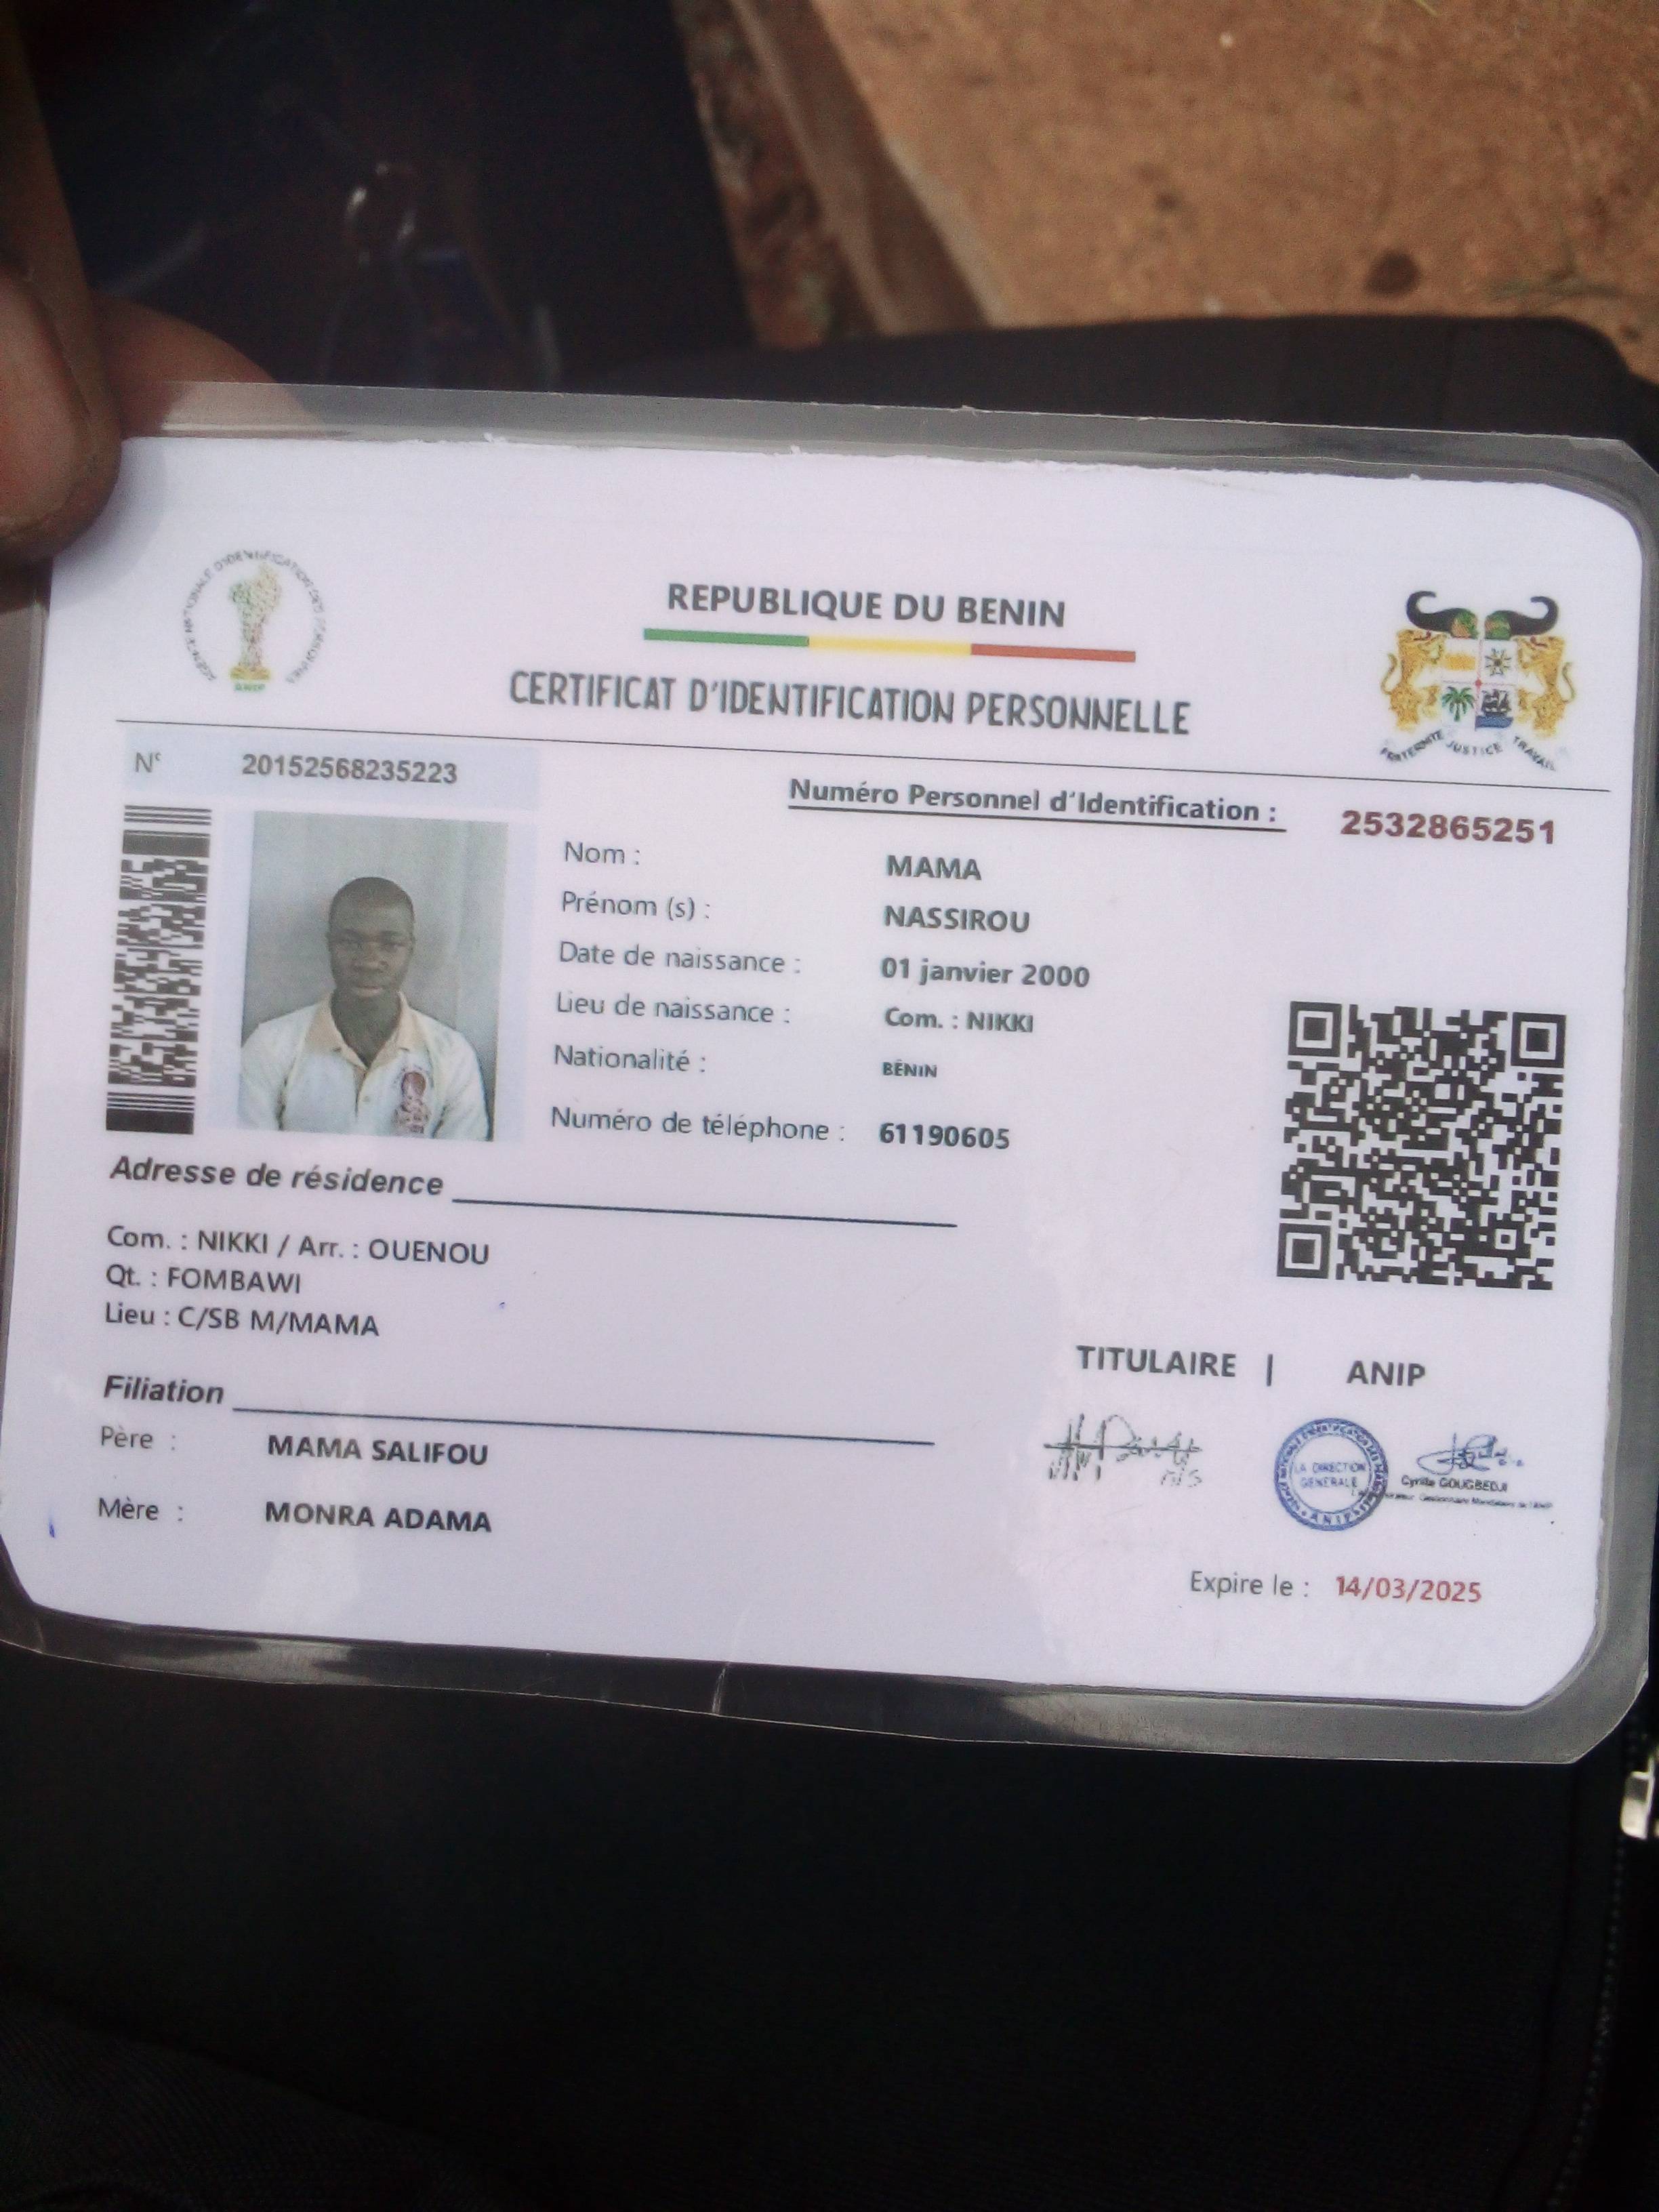 AGENCE NATIONALE D'IDENTIFICATION DES PERSONNES
ANIP
REPUBLIQUE DU BENIN
CERTIFICAT D'IDENTIFICATION PERSONNELLE
FRATERNITE JUSTICE TRAVAIL
N° 20152568235223
Numéro Personnel d'Identification : 2532865251
Nom : MAMA
Prénom (s) : NASSIROU
Date de naissance : 01 janvier 2000
Lieu de naissance : Com. : NIKKI
Nationalité : BÉNIN
Numéro de téléphone : 61190605
Adresse de résidence
Com. : NIKKI / Arr. : OUENOU
Qt. : FOMBAWI
Lieu : C/SB M/MAMA
Filiation
Père : MAMA SALIFOU
Mère : MONRA ADAMA
TITULAIRE | ANIP
LA DIRECTION GENERALE
ANIP
Cyrille GOUGBEDJI
Expire le : 14/03/2025